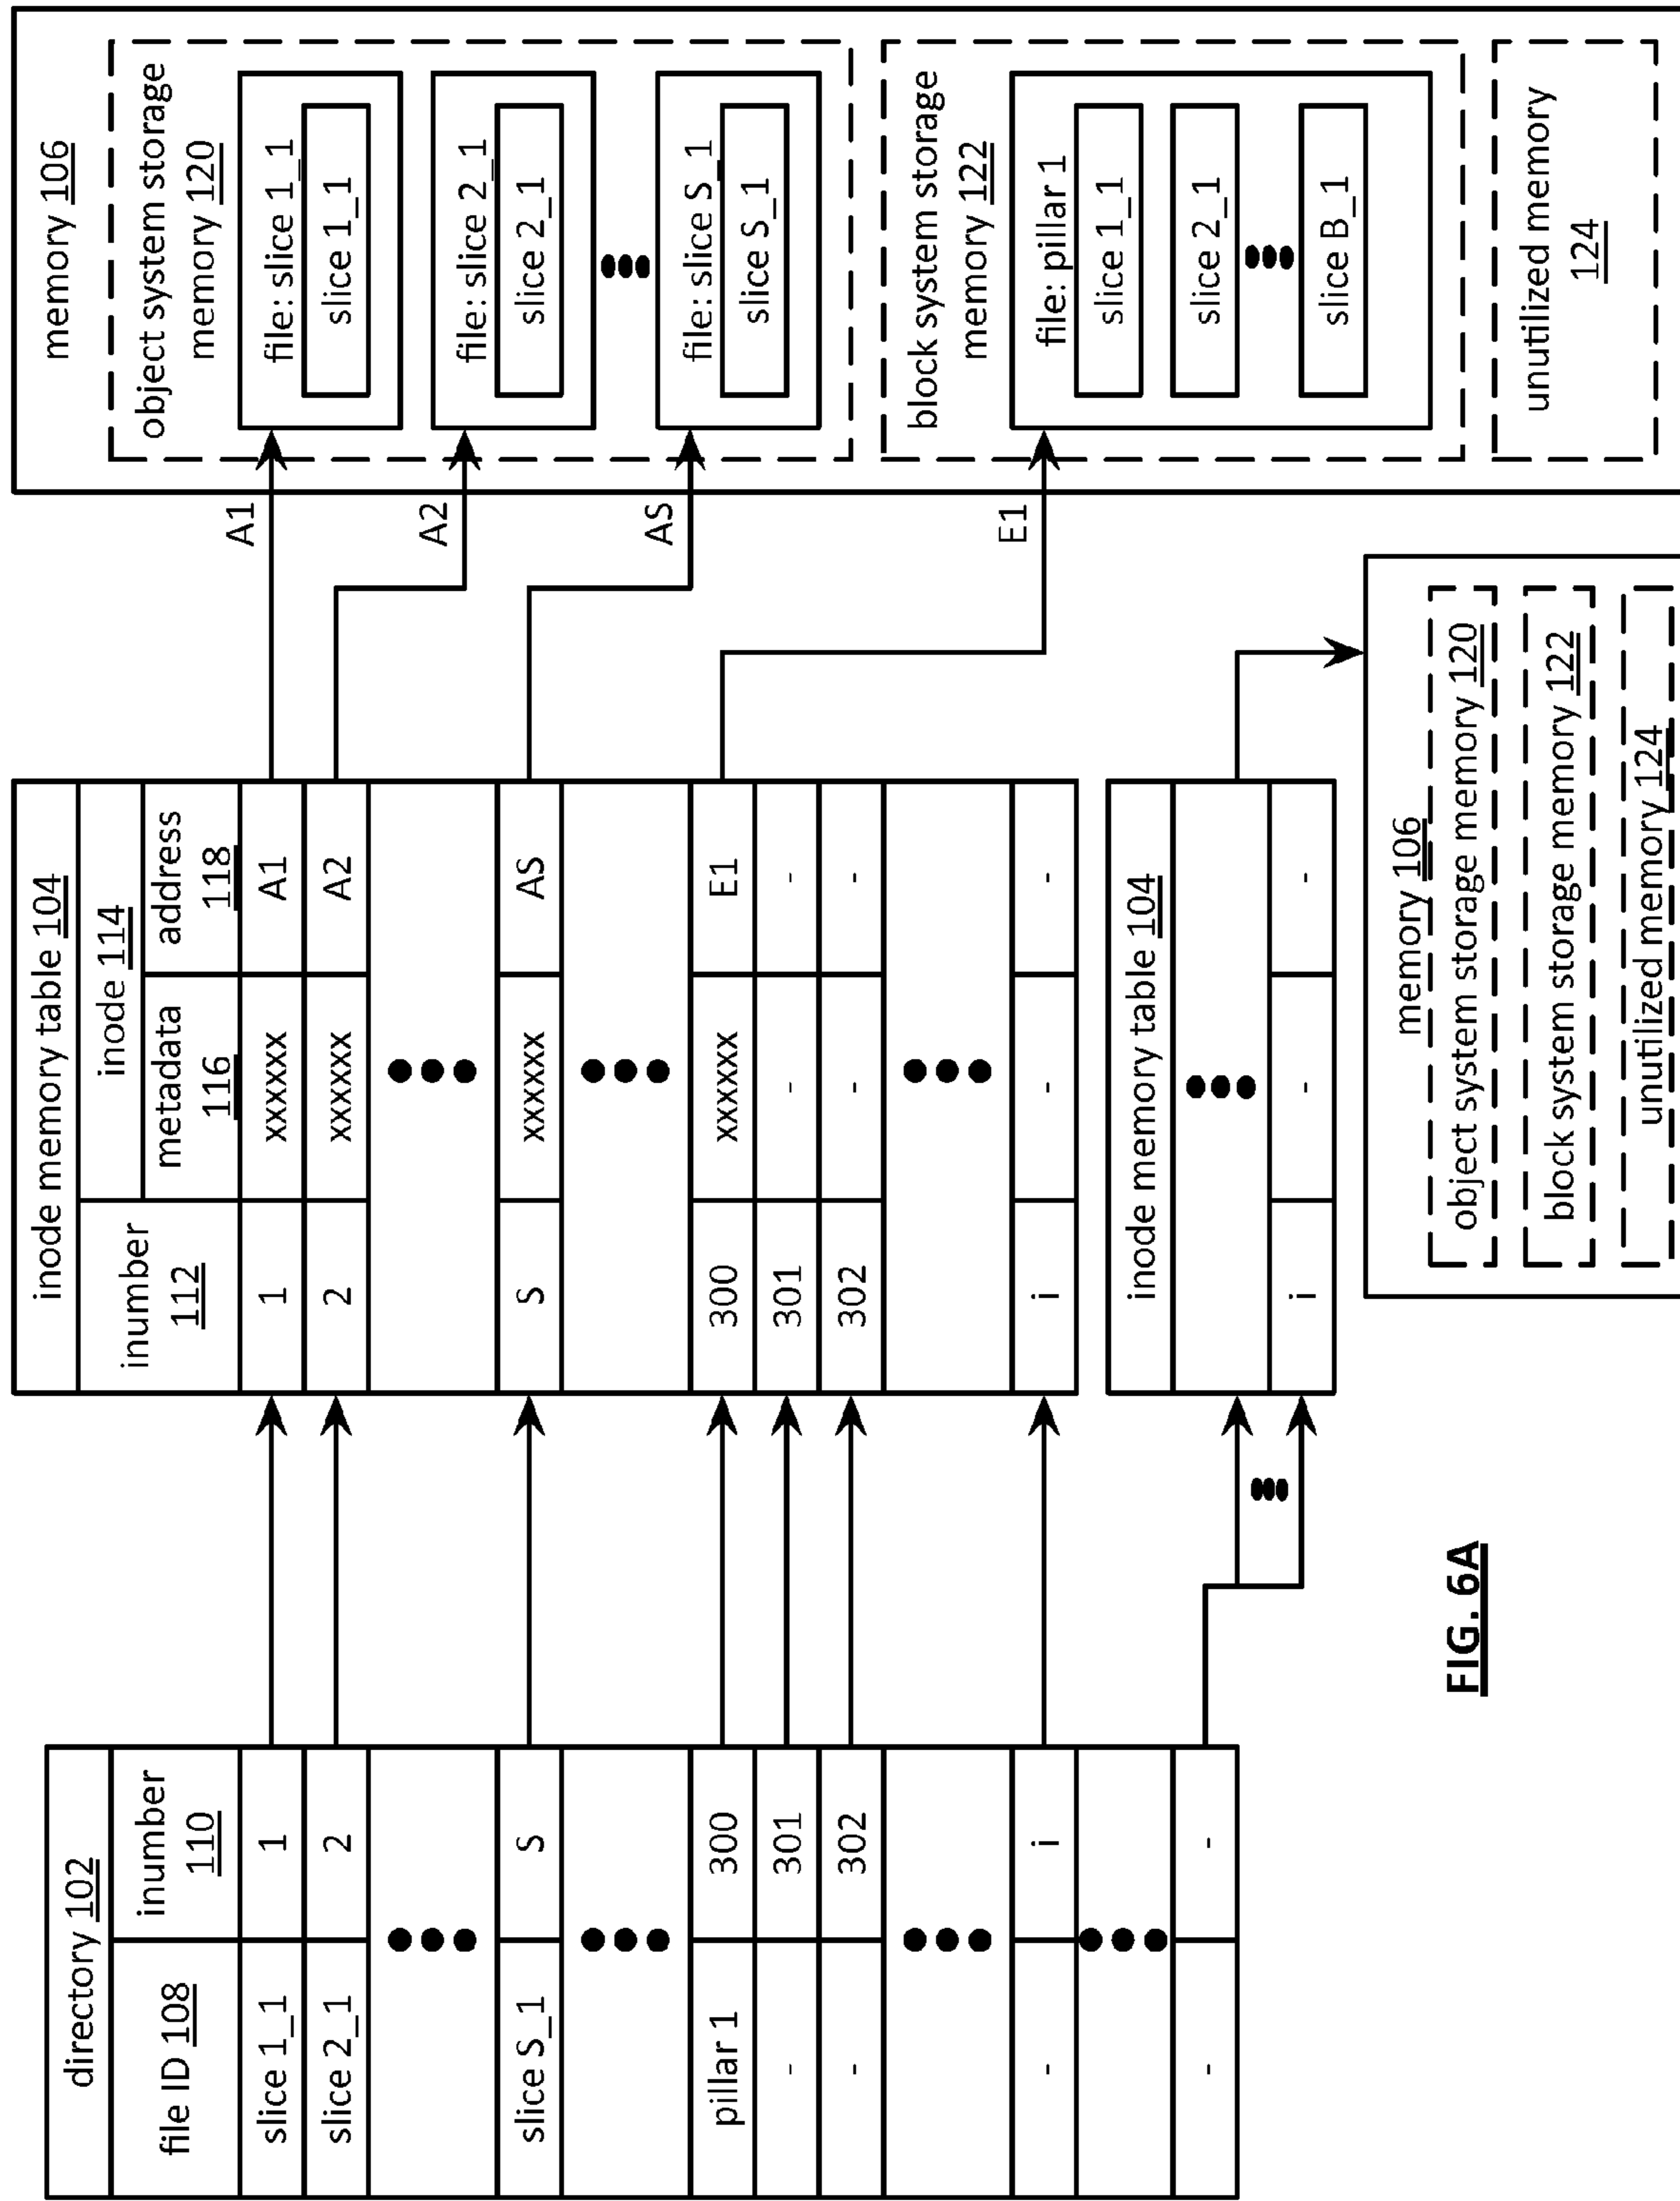 directory 102
file ID 108
inumber
110
slice 1_1
1
slice 2_1
2
slice S_1
S
pillar 1
300
-
301
-
302
-
i
-
-
inode memory table 104
inumber
112
inode 114
metadata
116
address
118
1
xxxxxx
A1
2
xxxxxx
A2
S
xxxxxx
AS
300
xxxxxx
E1
301
-
-
302
-
-
i
-
-
inode memory table 104
i
-
-
A1
A2
AS
E1
memory 106
object system storage
memory 120
file: slice 1_1
slice 1_1
file: slice 2_1
slice 2_1
file: slice S_1
slice S_1
block system storage
memory 122
file: pillar 1
slice 1_1
slice 2_1
slice B_1
unutilized memory
124
memory 106
object system storage memory 120
block system storage memory 122
unutilized memory 124
FIG. 6A